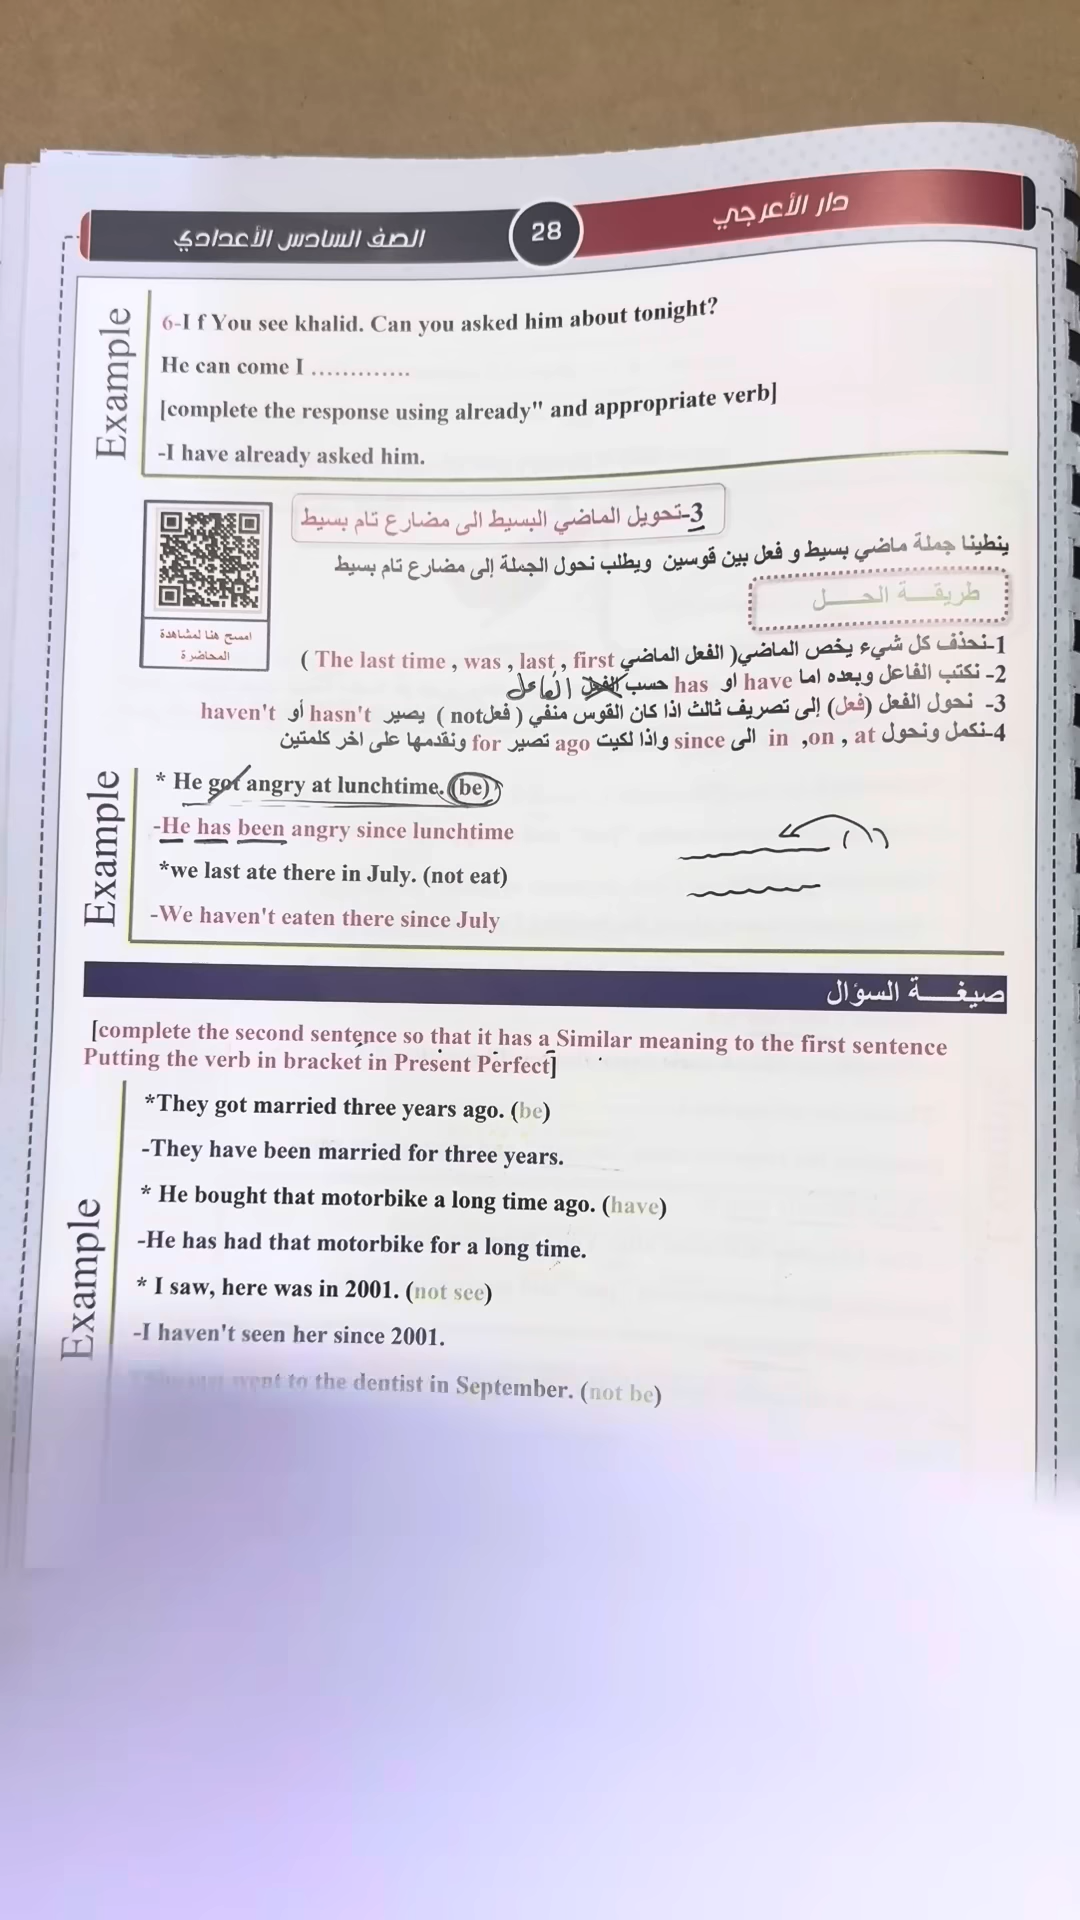 دار الأعرجي
28
الصف السادس الأعدادي
Example
6-I f You see khalid. Can you asked him about tonight?
He can come I .............
[complete the response using already" and appropriate verb]
-I have already asked him.
3-تحويل الماضي البسيط الى مضارع تام بسيط
ينطينا جملة ماضي بسيط و فعل بين قوسين ويطلب نحول الجملة إلى مضارع تام بسيط
امسح هنا لمشاهدة
المحاضرة
طريقـــة الحـــــل
1-نحذف كل شيء يخص الماضي( الفعل الماضي The last time , was , last , first )
2- نكتب الفاعل وبعده اما have او has حسب الفعل الفاعل
3- نحول الفعل (فعل) إلى تصريف ثالث اذا كان القوس منفي ( فعلnot ) يصير hasn't أو haven't
4-نكمل ونحول in ,on , at الى since واذا لكيت ago تصير for ونقدمها على اخر كلمتين
Example
* He got angry at lunchtime. (be)
-He has been angry since lunchtime
*we last ate there in July. (not eat)
-We haven't eaten there since July
صيغـــــة السؤال
[complete the second sentence so that it has a Similar meaning to the first sentence
Putting the verb in bracket in Present Perfect]
Example
*They got married three years ago. (be)
-They have been married for three years.
* He bought that motorbike a long time ago. (have)
-He has had that motorbike for a long time.
* I saw, here was in 2001. (not see)
-I haven't seen her since 2001.
went to the dentist in September. (not be)